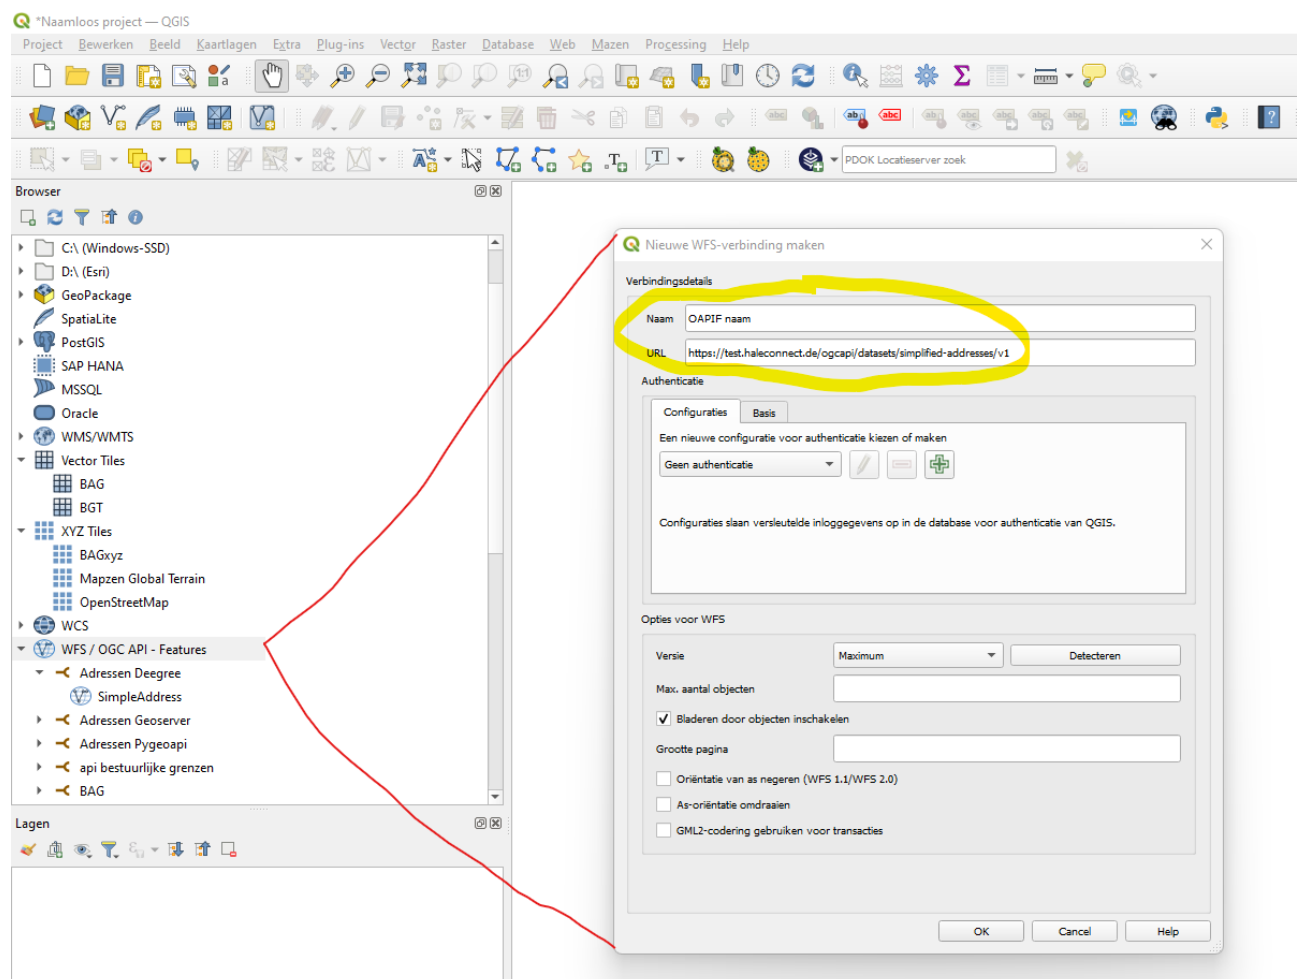 *Naamloos project — QGIS
Project Bewerken Beeld Kaartlagen Extra Plug-ins Vector Raster Database Web Mazen Processing Help
PDOK Locatieserver zoek
Browser
C:\ (Windows-SSD)
D:\ (Esri)
GeoPackage
SpatiaLite
PostGIS
SAP HANA
MSSQL
Oracle
WMS/WMTS
Vector Tiles
BAG
BGT
XYZ Tiles
BAGxyz
Mapzen Global Terrain
OpenStreetMap
WCS
WFS / OGC API - Features
Adressen Deegree
SimpleAddress
Adressen Geoserver
Adressen Pygeoapi
api bestuurlijke grenzen
BAG
Lagen
Nieuwe WFS-verbinding maken
Verbindingsdetails
Naam OAPIF naam
URL https://test.haleconnect.de/ogcapi/datasets/simplified-addresses/v1
Authenticatie
Configuraties Basis
Een nieuwe configuratie voor authenticatie kiezen of maken
Geen authenticatie
Configuraties slaan versleutelde inloggegevens op in de database voor authenticatie van QGIS.
Opties voor WFS
Versie Maximum Detecteren
Max. aantal objecten
Bladeren door objecten inschakelen
Grootte pagina
Oriëntatie van as negeren (WFS 1.1/WFS 2.0)
As-oriëntatie omdraaien
GML2-codering gebruiken voor transacties
OK Cancel Help